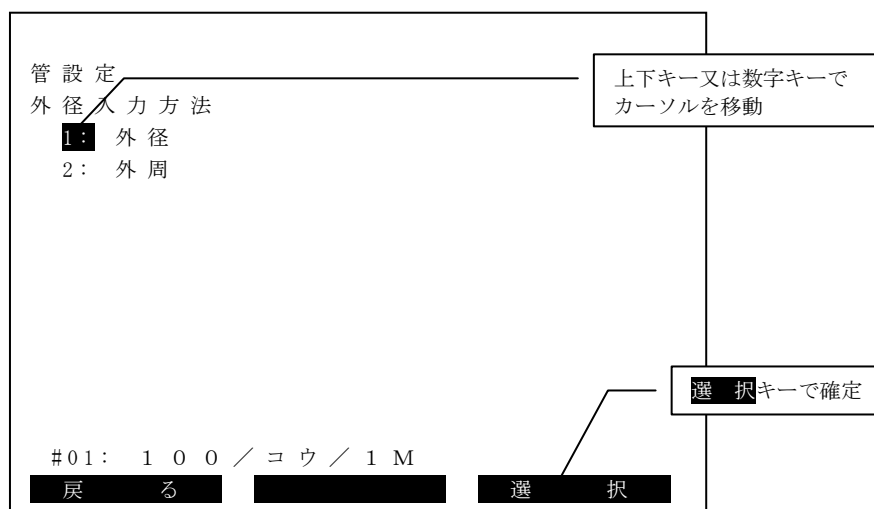 管設定
外径入力方法
1: 外径
2: 外周
上下キー又は数字キーで
カーソルを移動
選 択キーで確定
#01: 100/コウ/1M
戻 る 選 択